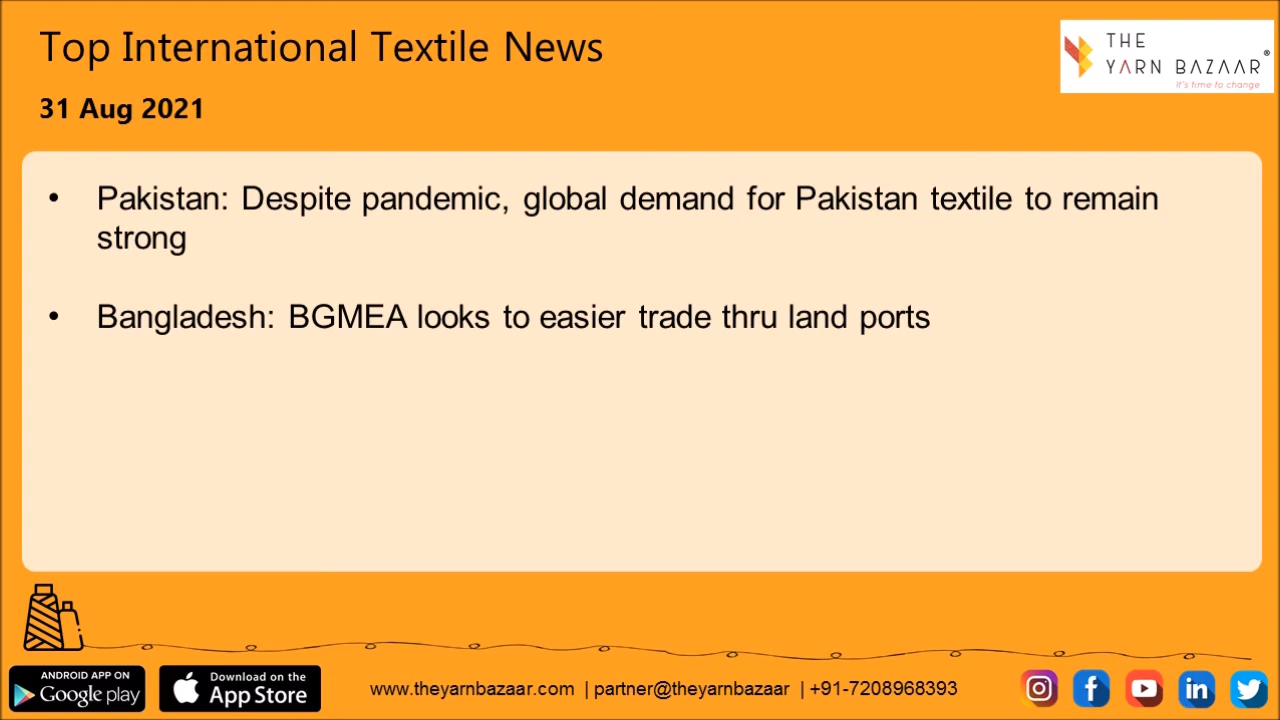 Top International Textile News
THE
YARN BAZAAR®
it's time to change
31 Aug 2021
• Pakistan: Despite pandemic, global demand for Pakistan textile to remain
strong
• Bangladesh: BGMEA looks to easier trade thru land ports
ANDROID APP ON
Google play
Download on the
App Store
www.theyarnbazaar.com | partner@theyarnbazaar | +91-7208968393